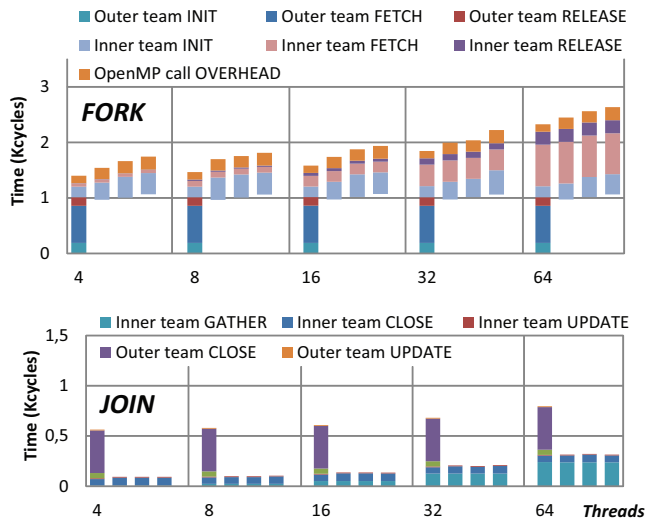 Outer team INIT Outer team FETCH Outer team RELEASE
Inner team INIT Inner team FETCH Inner team RELEASE
OpenMP call OVERHEAD
Time (Kcycles)
3
2
1
0
FORK
4 8 16 32 64
Inner team GATHER Inner team CLOSE Inner team UPDATE
Outer team CLOSE Outer team UPDATE
Time (Kcycles)
1,5
1
0,5
0
JOIN
4 8 16 32 64 Threads